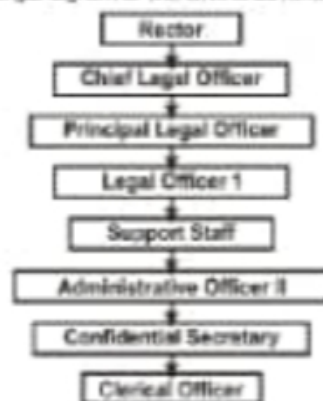 Rector
Chief Legal Officer
Principal Legal Officer
Legal Officer 1
Support Staff
Administrative Officer II
Confidential Secretary
Clerical Officer